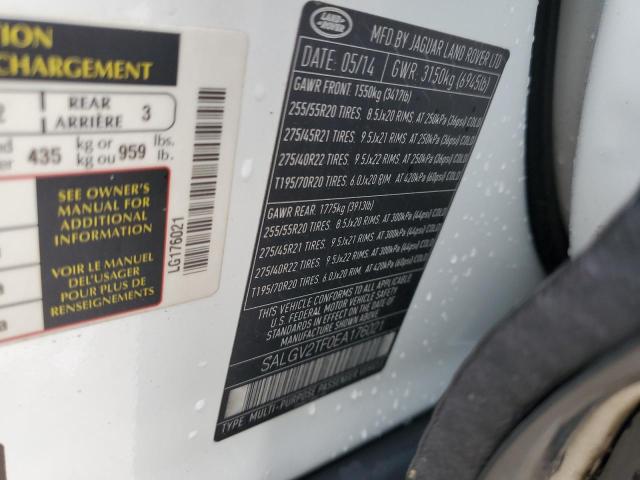 TION
CHARGEMENT
2 REAR ARRIÈRE 3
435 kg or kg ou 959 lbs. lb.
SEE OWNER'S
MANUAL FOR
ADDITIONAL
INFORMATION
VOIR LE MANUEL
DE L'USAGER
POUR PLUS DE
RENSEIGNEMENTS
LG176021
LAND ROVER
MFD BY JAGUAR LAND ROVER LTD
DATE: 05/14 GWR: 3150kg (6945lb)
GAWR FRONT 1550kg (3417lb)
255/55R20 TIRES. 8.5Jx20 RIMS AT 250kPa (36psi) COLD
275/45R21 TIRES. 9.5Jx21 RIMS AT 250kPa (36psi) COLD
275/40R22 TIRES. 9.5Jx22 RIMS AT 250kPa (36psi) COLD
T195/70R20 TIRES. 6.0Jx20 RIM AT 420kPa (60psi) COLD
GAWR REAR: 1775kg (3913lb)
255/55R20 TIRES. 8.5Jx20 RIMS AT 300kPa (44psi) COLD
275/45R21 TIRES. 9.5Jx21 RIMS AT 300kPa (44psi) COLD
275/40R22 TIRES. 9.5Jx22 RIMS AT 300kPa (44psi) COLD
T195/70R20 TIRES. 6.0Jx20 RIM AT 420kPa (60psi) COLD
THIS VEHICLE CONFORMS TO ALL APPLICABLE
U.S. FEDERAL MOTOR VEHICLE SAFETY
STANDARDS IN EFFECT ON THE DATE OF
MANUFACTURE SHOWN ABOVE.
SALGV2TF0EA176021
TYPE: MULTI-PURPOSE PASSENGER VEHICLE